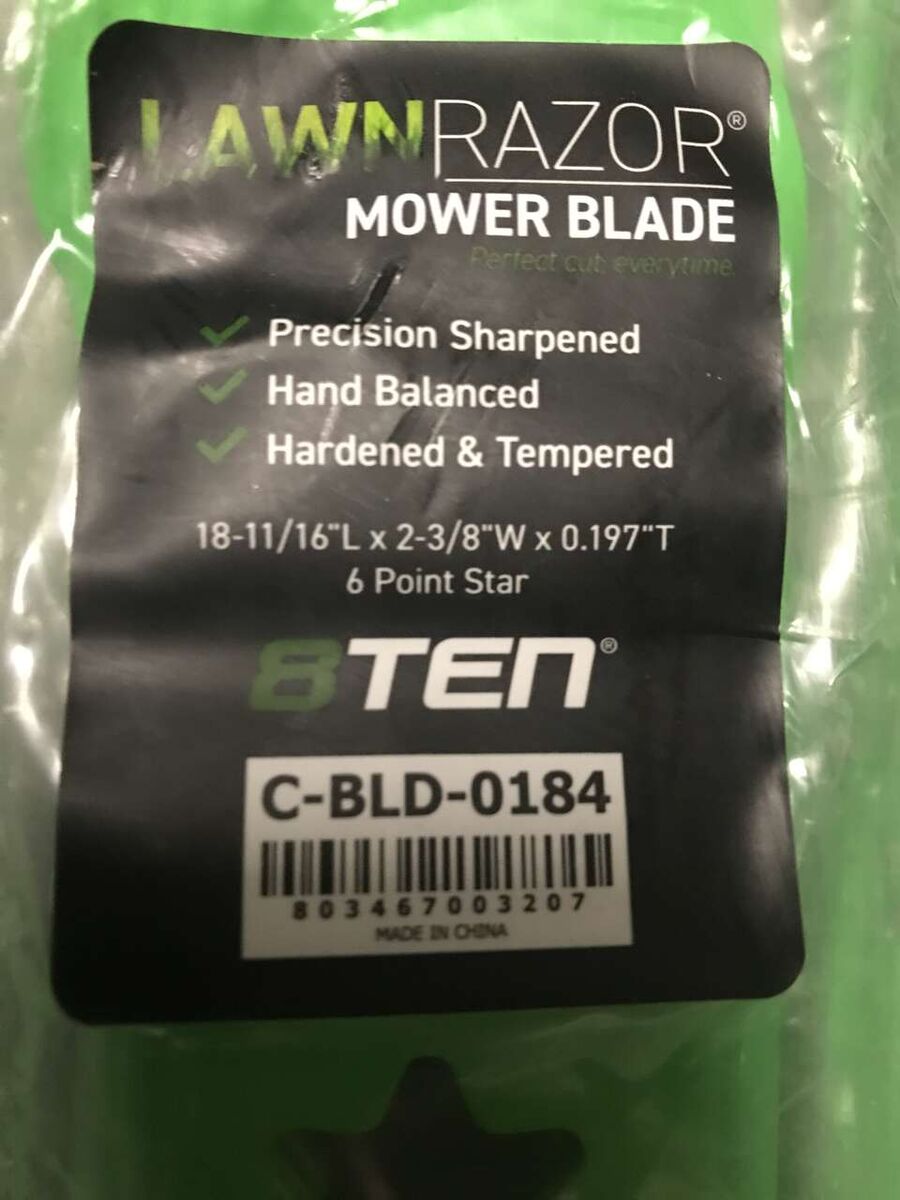 LAWNRAZOR®
MOWER BLADE
Perfect cut: everytime.
Precision Sharpened
Hand Balanced
Hardened & Tempered
18-11/16"L x 2-3/8"W x 0.197"T
6 Point Star
8TEN®
C-BLD-0184
803467003207
MADE IN CHINA